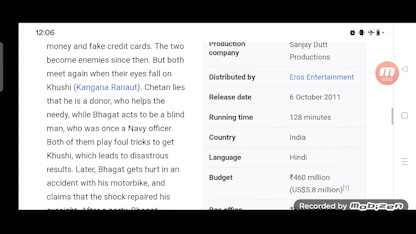 12:06
money and fake credit cards. The two
become enemies since then. But both
meet again when their eyes fall on
Khushi (Kangana Ranaut). Chetan lies
that he is a donor, who helps the
needy, while Bhagat acts to be a blind
man, who was once a Navy officer.
Both of them play foul tricks to get
Khushi, which leads to disastrous
results. Later, Bhagat gets hurt in an
accident with his motorbike, and
claims that the shock repaired his
Production company
Sanjay Dutt
Productions
Distributed by
Eros Entertainment
Release date
6 October 2011
Running time
128 minutes
Country
India
Language
Hindi
Budget
₹460 million
(US$5.8 million)[1]
Recorded by Mobizen